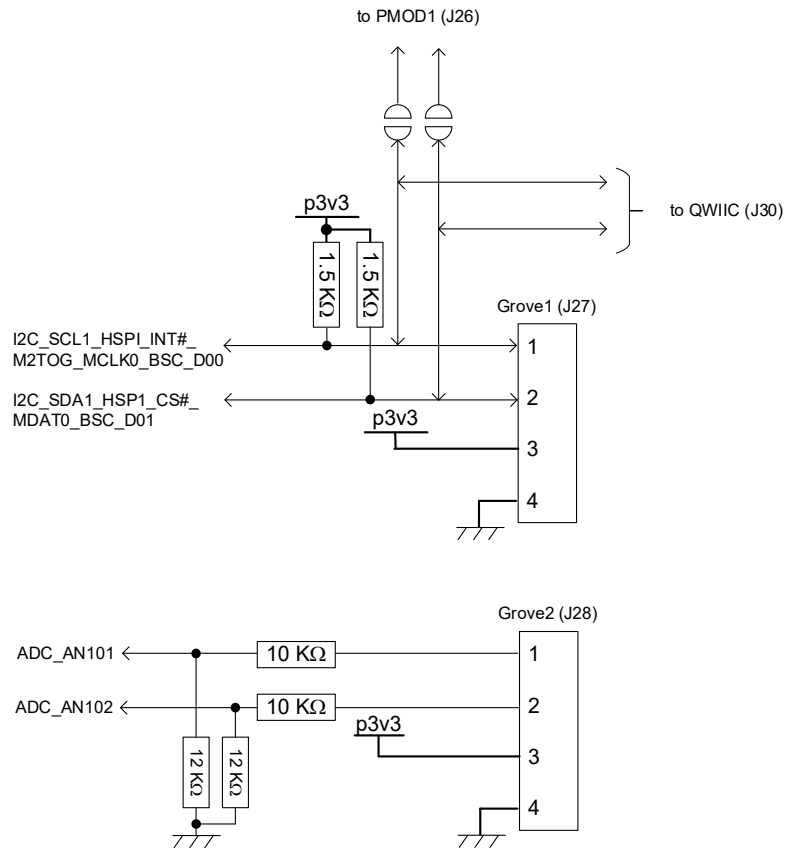 to PMOD1 (J26)
to QWIIC (J30)
p3v3
1.5 KΩ
1.5 KΩ
Grove1 (J27)
I2C_SCL1_HSPI_INT#_
M2TOG_MCLK0_BSC_D00
1
I2C_SDA1_HSP1_CS#_
MDAT0_BSC_D01
2
p3v3
3
4
Grove2 (J28)
ADC_AN101
10 KΩ
1
ADC_AN102
10 KΩ
2
p3v3
3
12 KΩ
12 KΩ
4